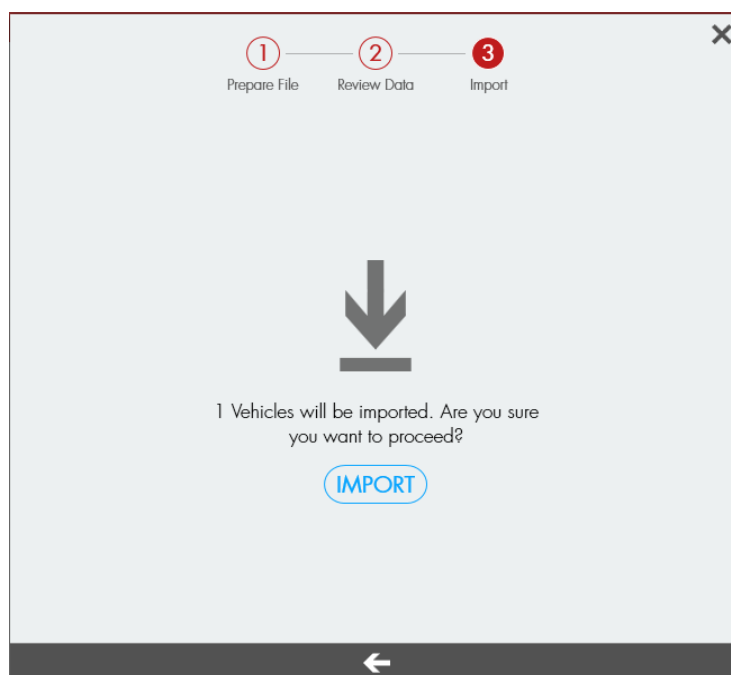 1 2 3
Prepare File Review Data Import
1 Vehicles will be imported. Are you sure
you want to proceed?
IMPORT